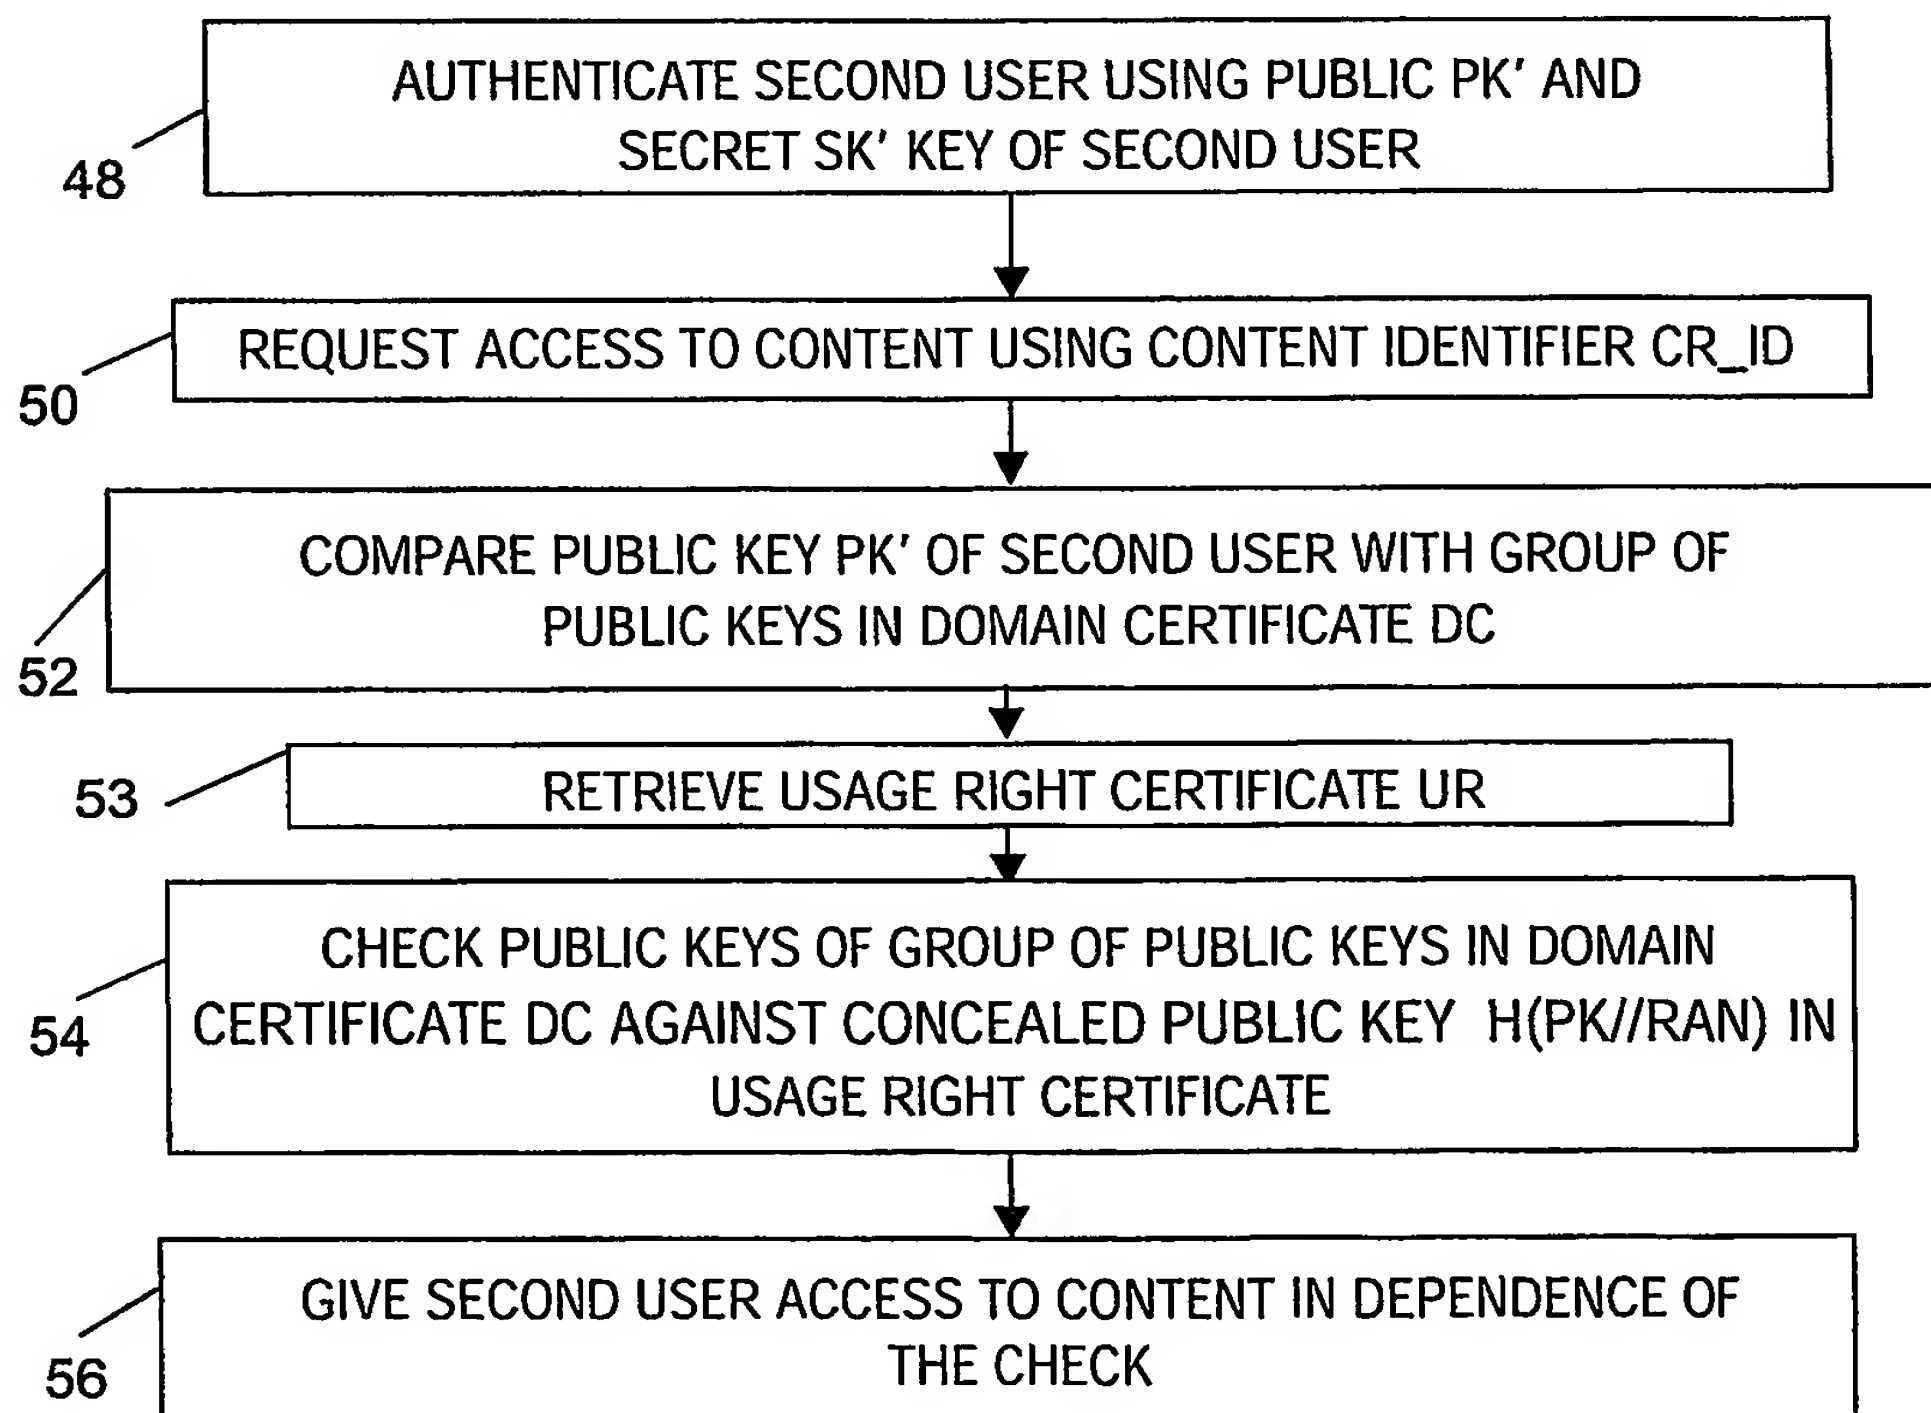 AUTHENTICATE SECOND USER USING PUBLIC PK' AND
SECRET SK' KEY OF SECOND USER
48
REQUEST ACCESS TO CONTENT USING CONTENT IDENTIFIER CR_ID
50
COMPARE PUBLIC KEY PK' OF SECOND USER WITH GROUP OF
PUBLIC KEYS IN DOMAIN CERTIFICATE DC
52
RETRIEVE USAGE RIGHT CERTIFICATE UR
53
CHECK PUBLIC KEYS OF GROUP OF PUBLIC KEYS IN DOMAIN
CERTIFICATE DC AGAINST CONCEALED PUBLIC KEY H(PK//RAN) IN
USAGE RIGHT CERTIFICATE
54
GIVE SECOND USER ACCESS TO CONTENT IN DEPENDENCE OF
THE CHECK
56